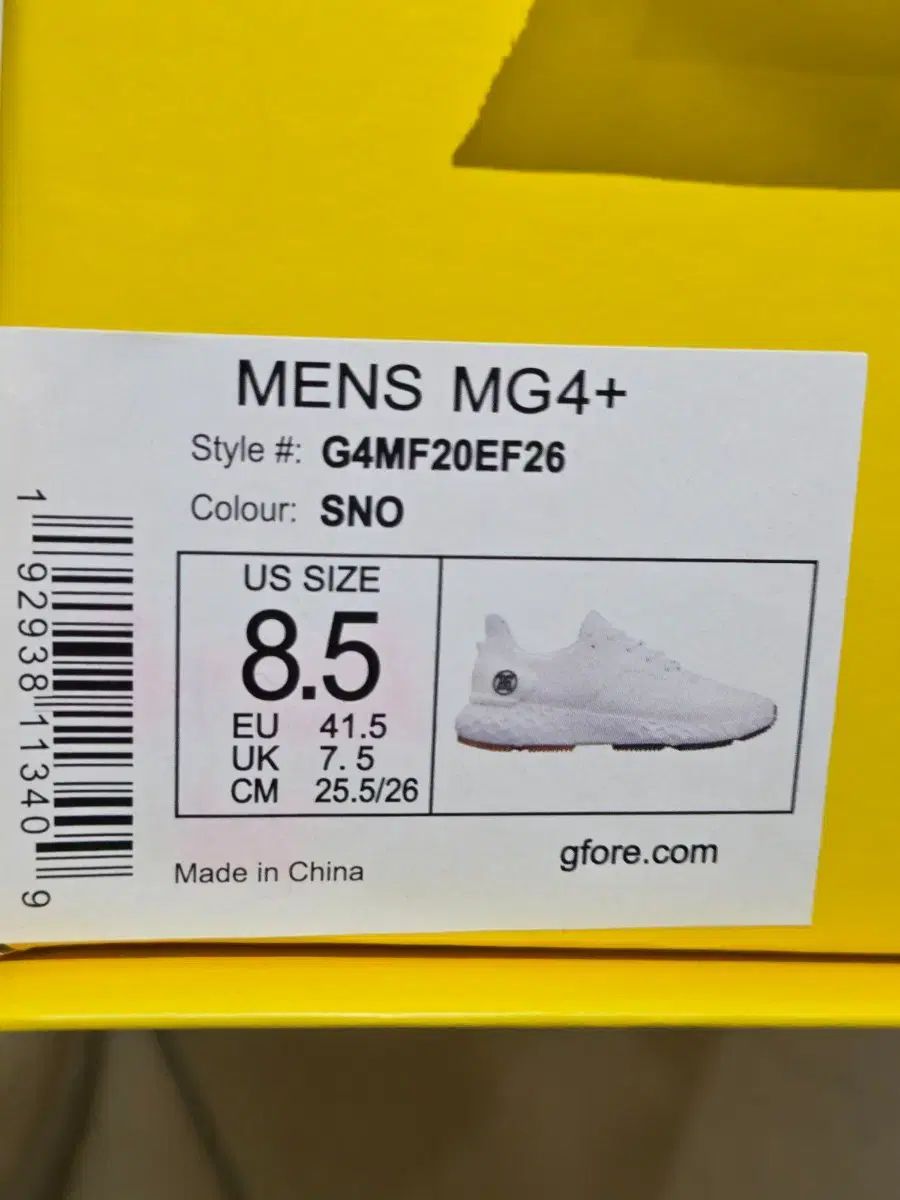 MENS MG4+
Style #: G4MF20EF26
Colour: SNO
US SIZE
8.5
EU 41.5
UK 7.5
CM 25.5/26
1 92938 11340 9
Made in China
gfore.com